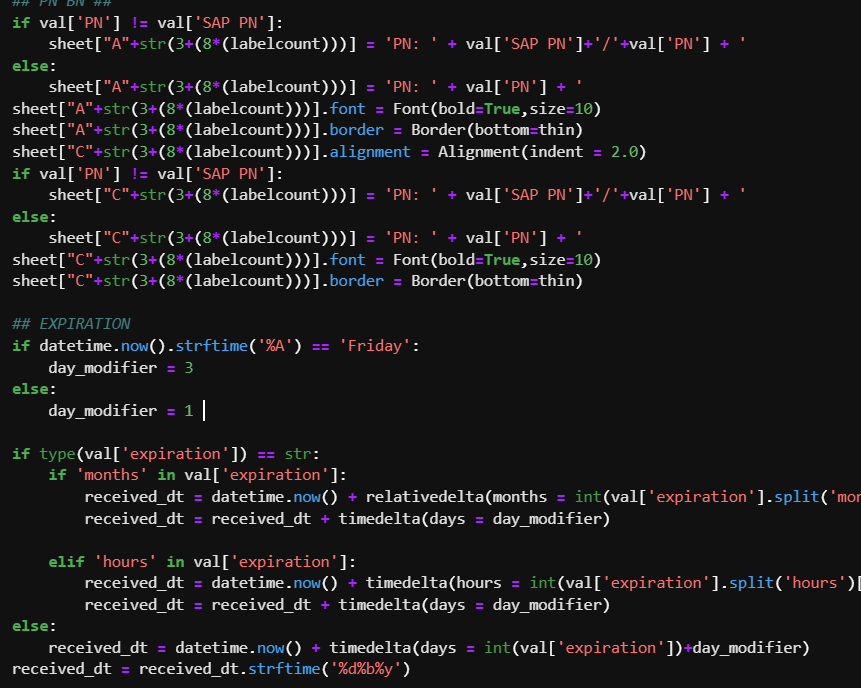 ## PN BN ##
if val['PN'] != val['SAP PN']:
    sheet["A"+str(3+(8*(labelcount)))] = 'PN: ' + val['SAP PN']+'/'+val['PN'] + '
else:
    sheet["A"+str(3+(8*(labelcount)))] = 'PN: ' + val['PN'] + '
sheet["A"+str(3+(8*(labelcount)))].font = Font(bold=True,size=10)
sheet["A"+str(3+(8*(labelcount)))].border = Border(bottom=thin)
sheet["C"+str(3+(8*(labelcount)))].alignment = Alignment(indent = 2.0)
if val['PN'] != val['SAP PN']:
    sheet["C"+str(3+(8*(labelcount)))] = 'PN: ' + val['SAP PN']+'/'+val['PN'] + '
else:
    sheet["C"+str(3+(8*(labelcount)))] = 'PN: ' + val['PN'] + '
sheet["C"+str(3+(8*(labelcount)))].font = Font(bold=True,size=10)
sheet["C"+str(3+(8*(labelcount)))].border = Border(bottom=thin)
## EXPIRATION
if datetime.now().strftime('%A') == 'Friday':
    day_modifier = 3
else:
    day_modifier = 1
if type(val['expiration']) == str:
    if 'months' in val['expiration']:
        received_dt = datetime.now() + relativedelta(months = int(val['expiration'].split('mon
        received_dt = received_dt + timedelta(days = day_modifier)
    elif 'hours' in val['expiration']:
        received_dt = datetime.now() + timedelta(hours = int(val['expiration'].split('hours')[
        received_dt = received_dt + timedelta(days = day_modifier)
else:
    received_dt = datetime.now() + timedelta(days = int(val['expiration'])+day_modifier)
received_dt = received_dt.strftime('%d%b%y')